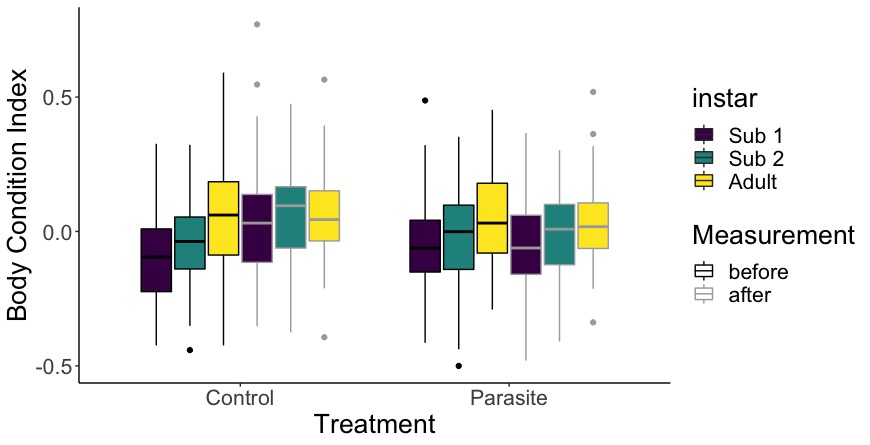 Body Condition Index
0.5
0.0
-0.5
Control
Parasite
Treatment
instar
Sub 1
Sub 2
Adult
Measurement
before
after